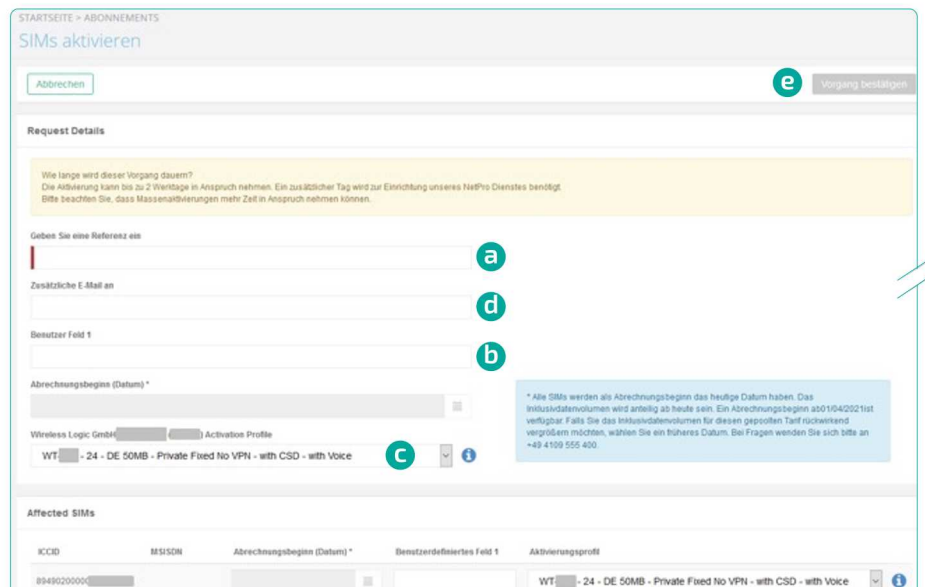 STARTSEITE > ABONNEMENTS
SIMs aktivieren
Abbrechen
e
Vorgang bestätigen
Request Details
Wie lange wird dieser Vorgang dauern?
Die Aktivierung kann bis zu 2 Werktage in Anspruch nehmen. Ein zusätzlicher Tag wird zur Einrichtung unseres NetPro Dienstes benötigt.
Bitte beachten Sie, dass Massenaktivierungen mehr Zeit in Anspruch nehmen können.
Geben Sie eine Referenz ein
a
Zusätzliche E-Mail an
d
Benutzer Feld 1
b
Abrechnungsbeginn (Datum) *
* Alle SIMs werden als Abrechnungsbeginn das heutige Datum haben. Das
Inklusivdatenvolumen wird anteilig ab heute sein. Ein Abrechnungsbeginn ab01/04/2021ist
verfügbar. Falls Sie das Inklusivdatenvolumen für diesen gepoolten Tarif rückwirkend
vergrößern möchten, wählen Sie ein früheres Datum. Bei Fragen wenden Sie sich bitte an
+49 4109 555 400.
Wireless Logic GmbH ( ) Activation Profile
WT- - 24 - DE 50MB - Private Fixed No VPN - with CSD - with Voice
c
i
Affected SIMs
ICCID MSISDN Abrechnungsbeginn (Datum) * Benutzerdefiniertes Feld 1 Aktivierungsprofil
89490200000 WT- - 24 - DE 50MB - Private Fixed No VPN - with CSD - with Voice i